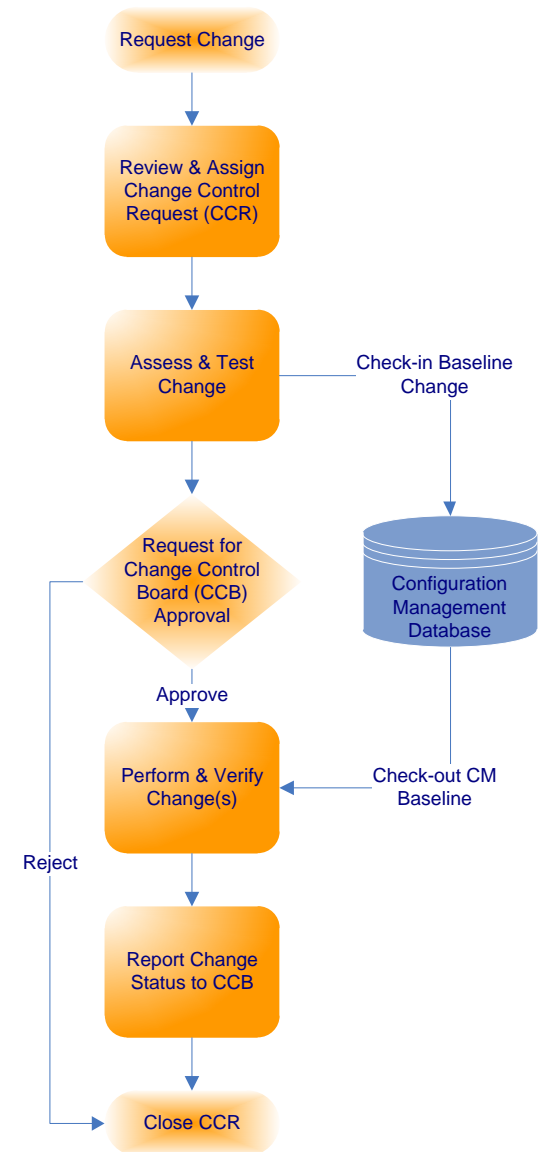 Request Change
Review & Assign
Change Control
Request (CCR)
Assess & Test
Change
Check-in Baseline
Change
Request for
Change Control
Board (CCB)
Approval
Configuration
Management
Database
Approve
Perform & Verify
Change(s)
Check-out CM
Baseline
Reject
Report Change
Status to CCB
Close CCR